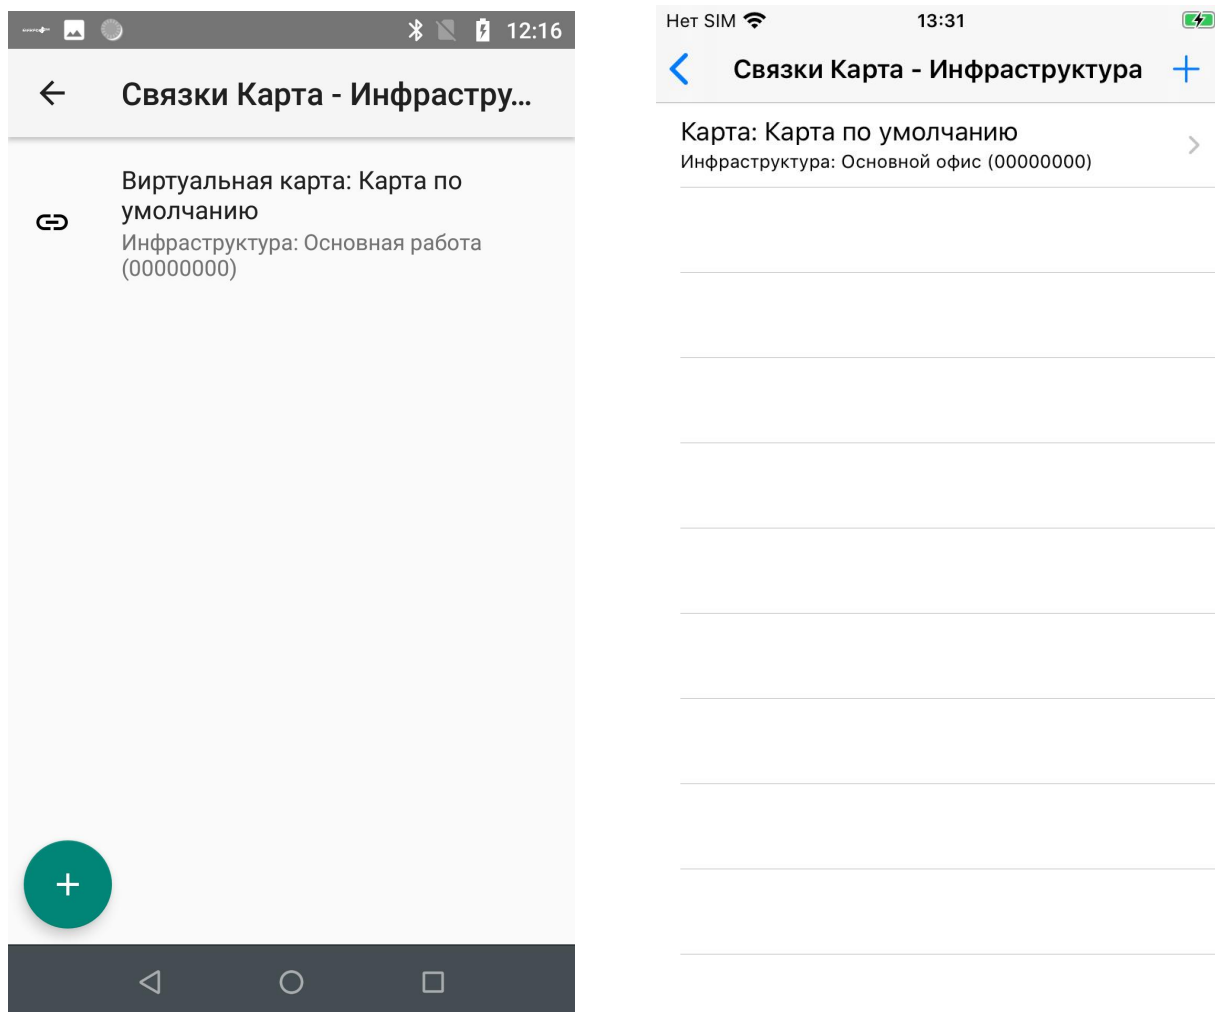 12:16
Связки Карта - Инфрастру...
Виртуальная карта: Карта по
умолчанию
Инфраструктура: Основная работа
(00000000)
Нет SIM
13:31
Связки Карта - Инфраструктура
Карта: Карта по умолчанию
Инфраструктура: Основной офис (00000000)